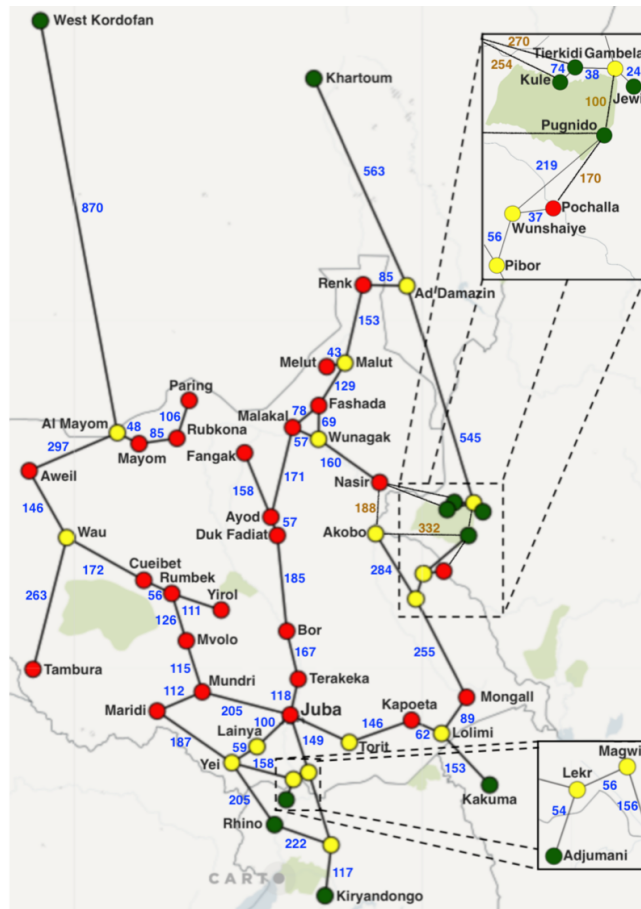 West Kordofan
Khartoum
270
Tierkidi Gambela
254
74
38
24
Kule
Jewi
100
Pugnido
219
170
Pochalla
37
Wunshaiye
56
Pibor
870
563
Renk
85
Ad Damazin
153
Melut
43
Malut
Paring
129
Fashada
106
78
Al Mayom
48
Malakal
69
85
Rubkona
57
Wunagak
545
Mayom
Fangak
297
160
Nasir
Aweil
158
171
188
146
Ayod
332
57
Wau
Duk Fadiat
Akobo
172
Cueibet
284
Rumbek
185
56
Yirol
263
111
126
255
Mvolo
Bor
115
167
Tambura
Mundri
Terakeka
112
118
Mongall
Maridi
205
Juba
Kapoeta
146
89
100
Lainya
62
Lolimi
187
149
Torit
59
Magwi
Yei
158
153
Lekr
56
205
Kakuma
54
156
Rhino
222
Adjumani
117
CARTO
Kiryandongo